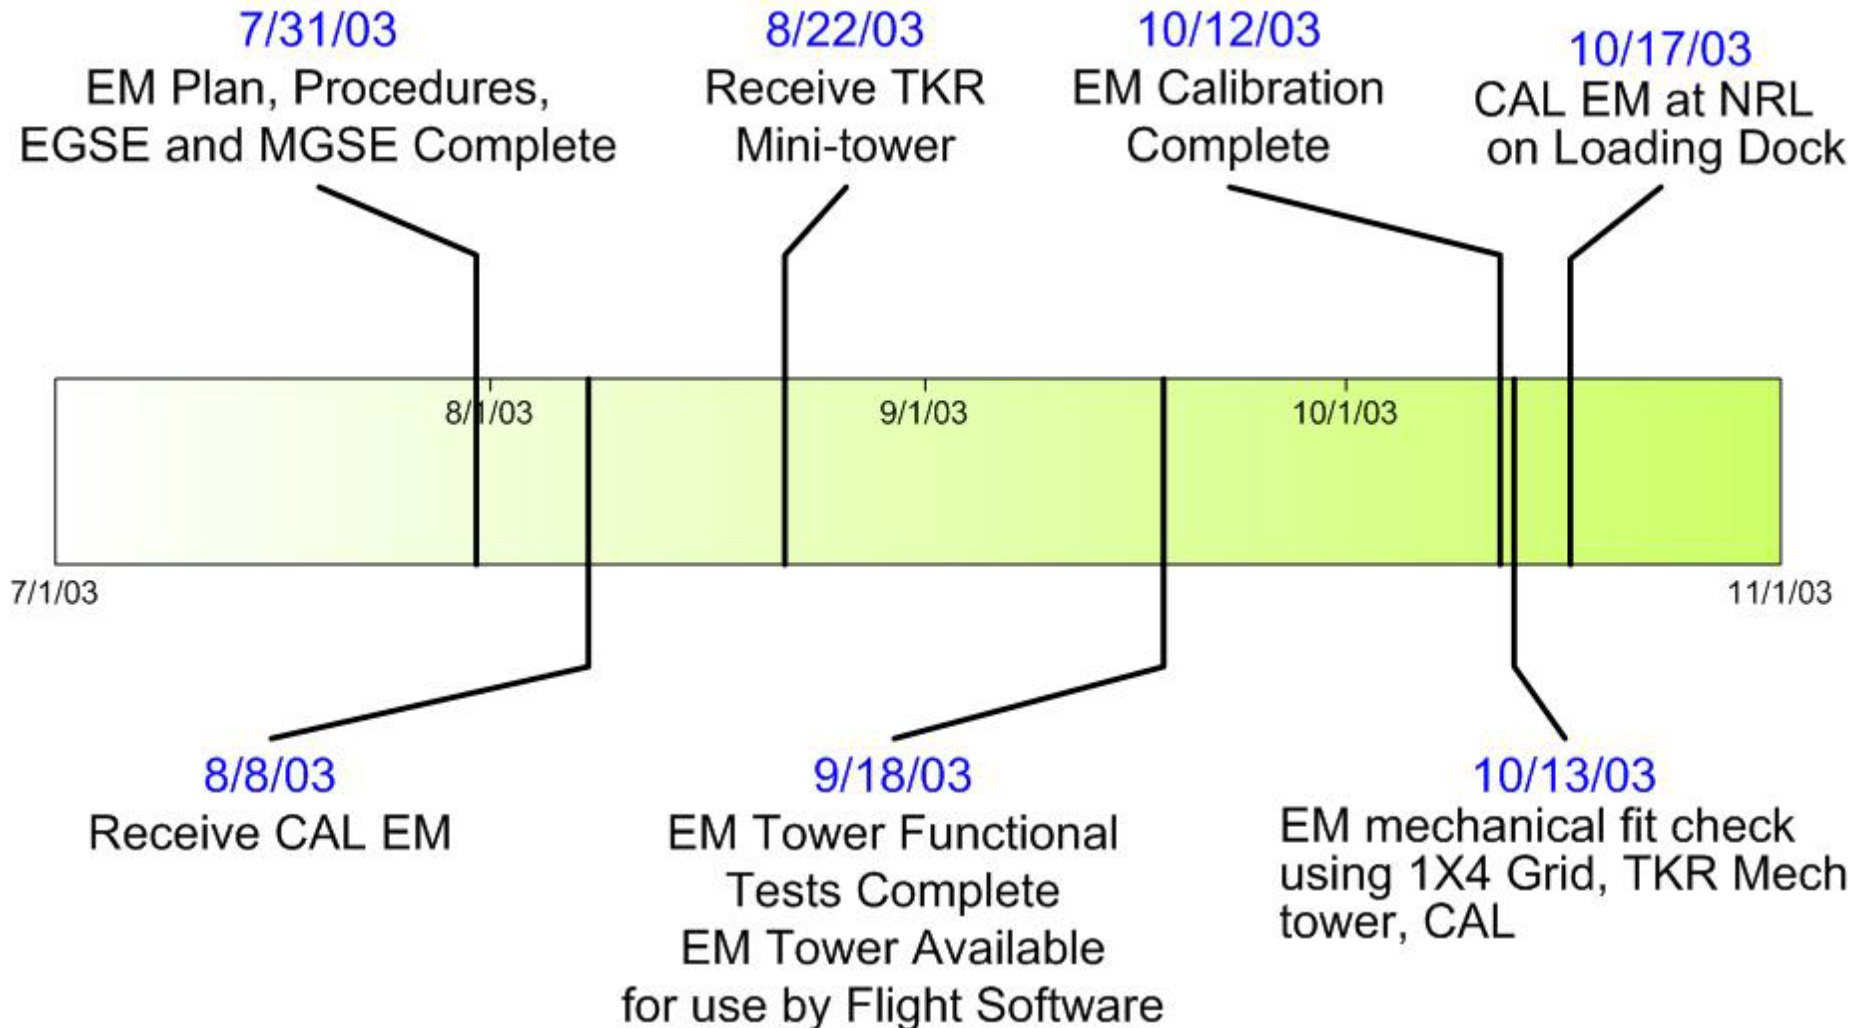 7/31/03
EM Plan, Procedures,
EGSE and MGSE Complete
8/22/03
Receive TKR
Mini-tower
10/12/03
EM Calibration
Complete
10/17/03
CAL EM at NRL
on Loading Dock
8/1/03
9/1/03
10/1/03
7/1/03
11/1/03
8/8/03
Receive CAL EM
9/18/03
EM Tower Functional
Tests Complete
EM Tower Available
for use by Flight Software
10/13/03
EM mechanical fit check
using 1X4 Grid, TKR Mech
tower, CAL